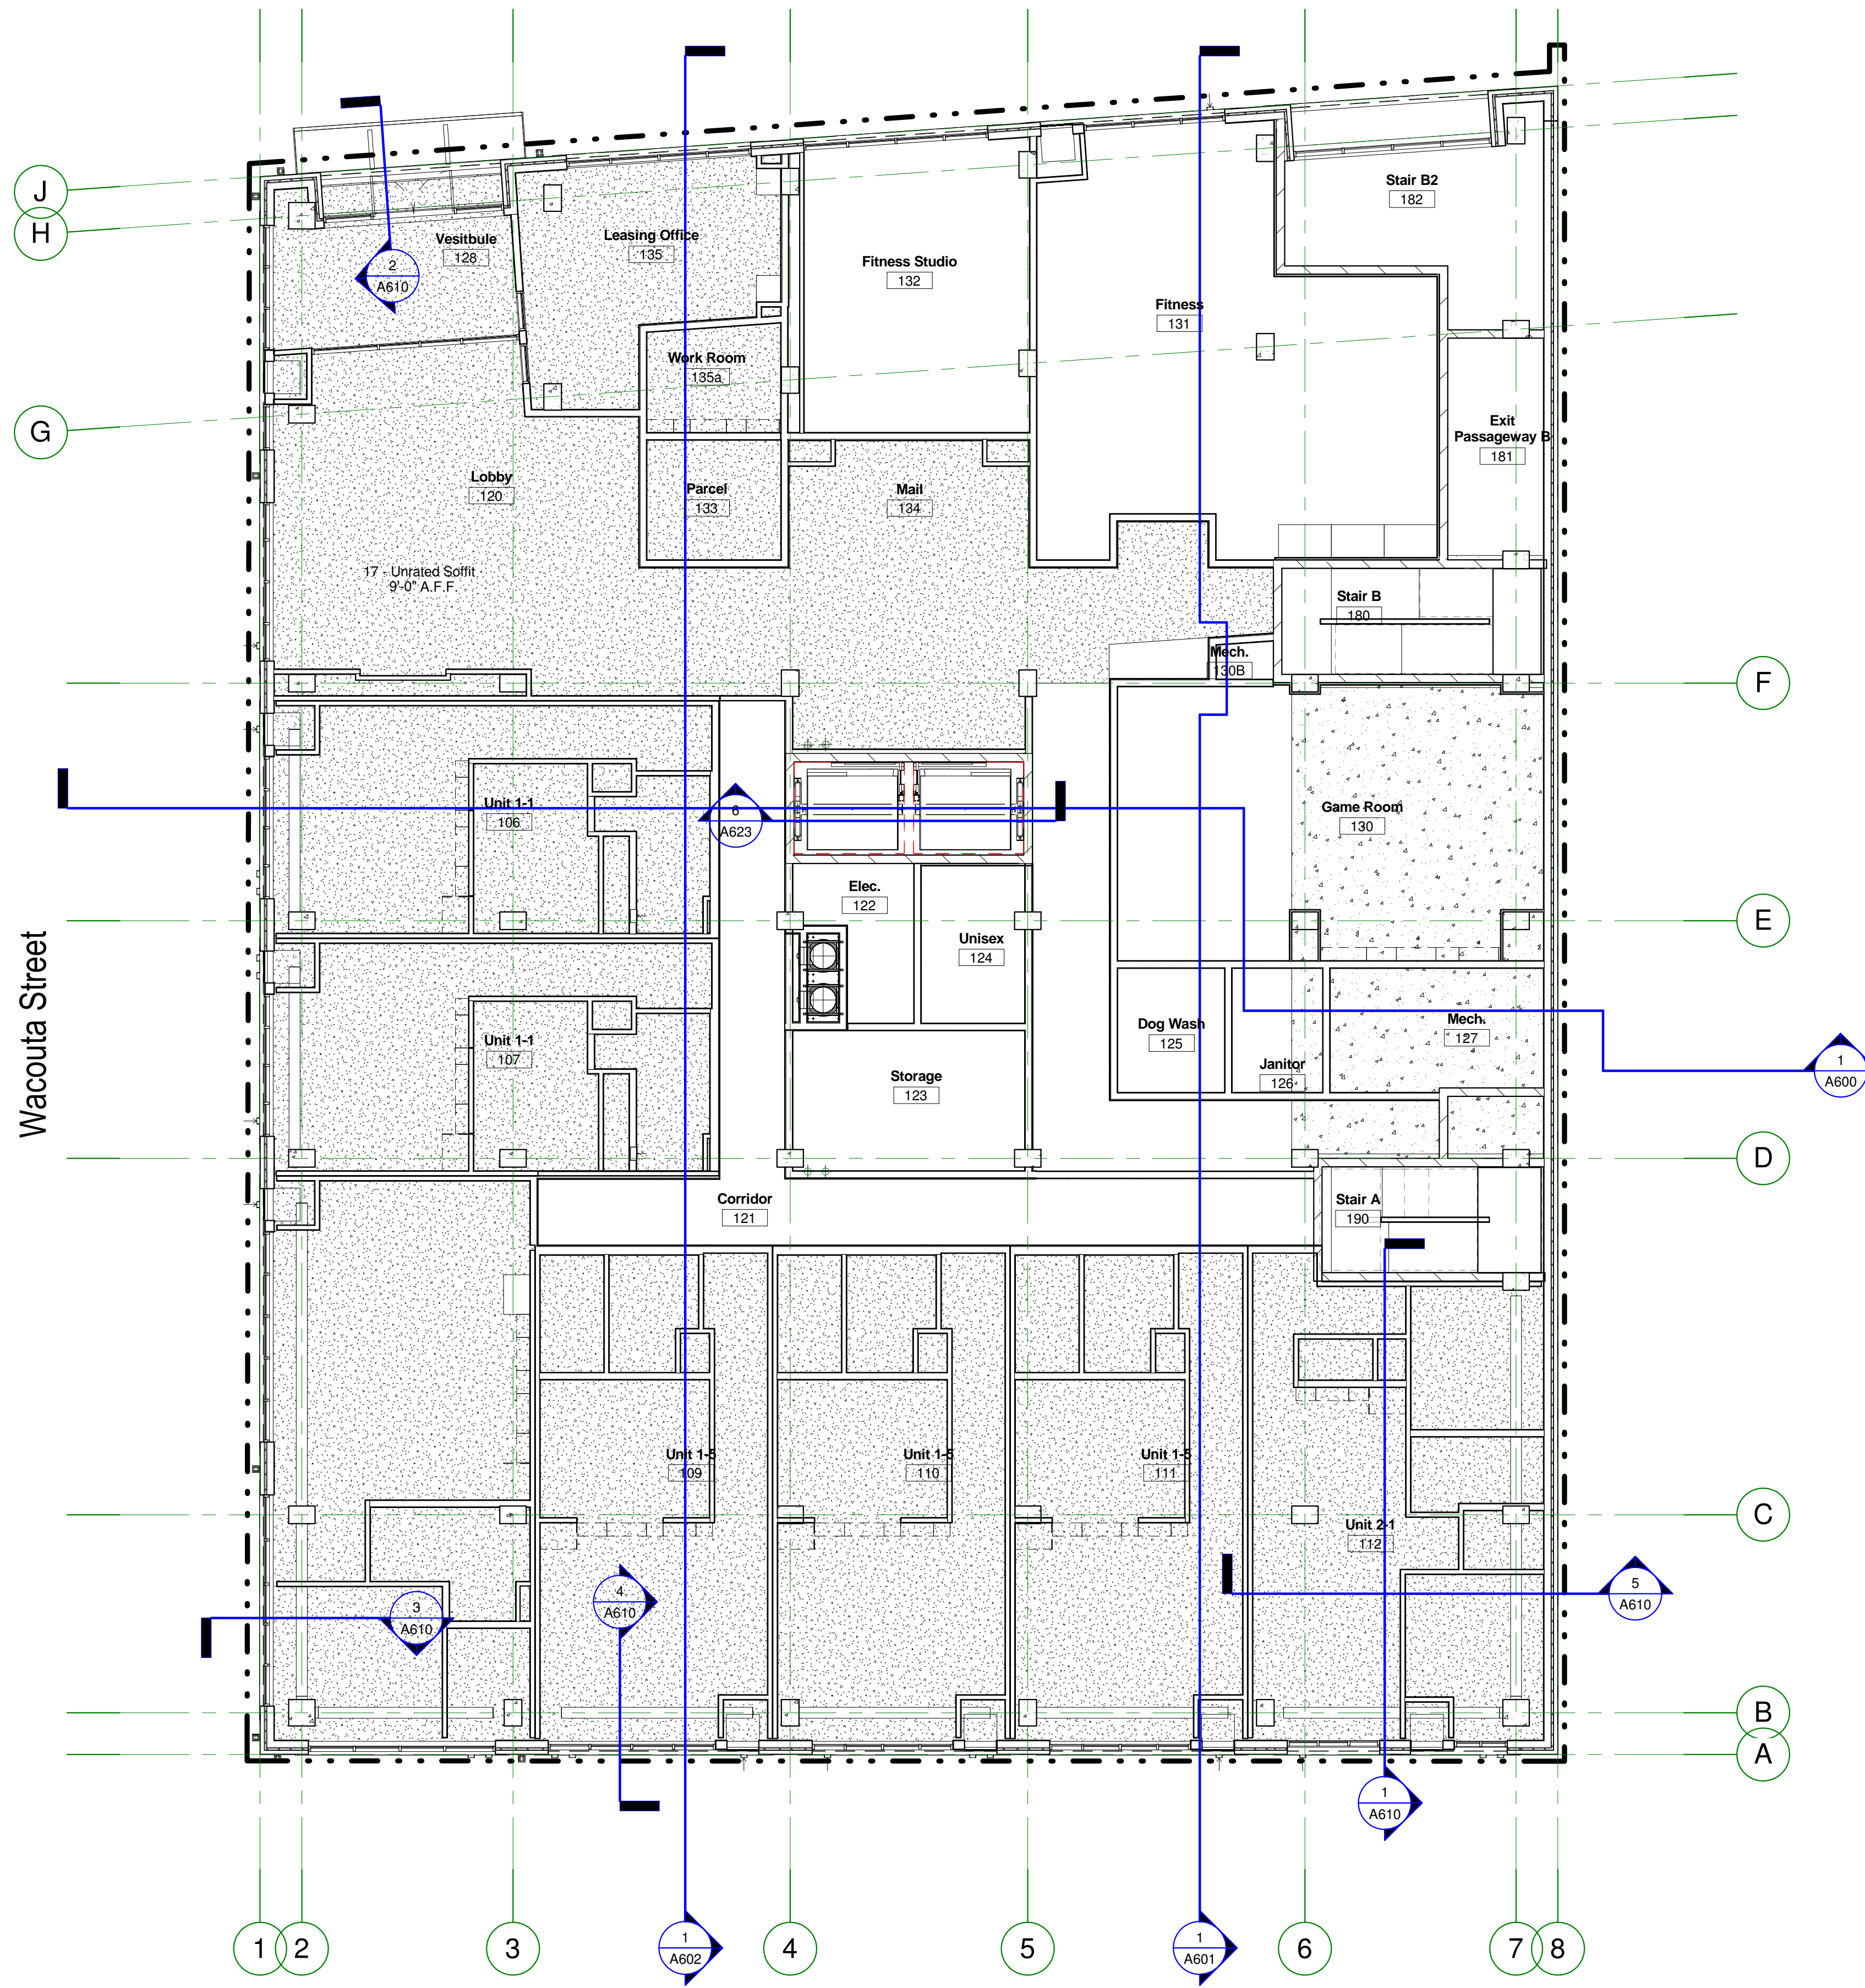 J
H
Vesitbule
128
2
A610
Leasing Office
135
Fitness Studio
132
Fitness
131
Stair B2
182
G
Work Room
135a
Exit
Passageway B
181
Lobby
120
Parcel
133
Mail
134
17 - Unrated Soffit
9'-0" A.F.F.
Stair B
180
Mech.
130B
F
Unit 1-1
106
6
A623
Game Room
130
Elec.
122
E
Unisex
124
Wacouta Street
Unit 1-1
107
Dog Wash
125
Mech.
127
Janitor
126
Storage
123
1
A600
D
Corridor
121
Stair A
190
Unit 1-5
109
Unit 1-5
110
Unit 1-5
111
C
Unit 2-1
112
3
A610
4
A610
5
A610
B
A
1
A610
1
2
3
1
A602
4
5
1
A601
6
7
8